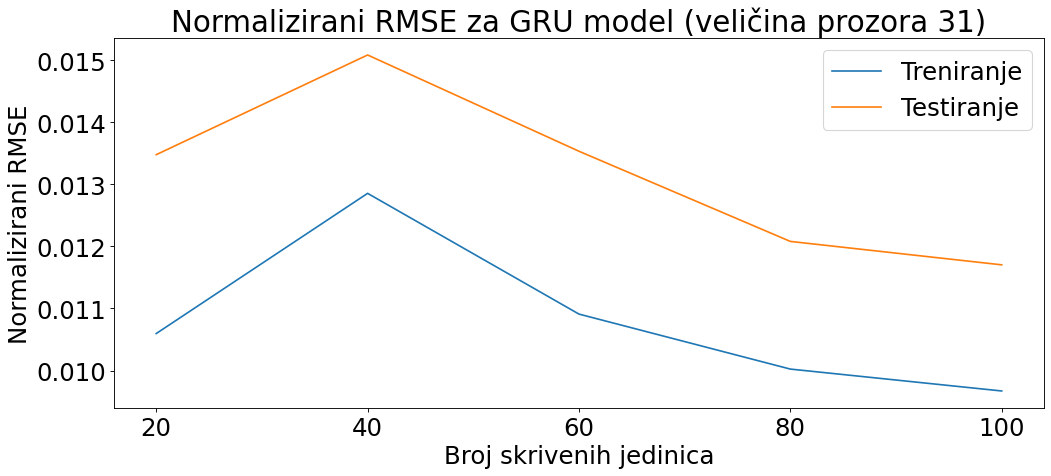 Normalizirani RMSE za GRU model (veličina prozora 31)
Treniranje
Testiranje
Normalizirani RMSE
0.015
0.014
0.013
0.012
0.011
0.010
20 40 60 80 100
Broj skrivenih jedinica